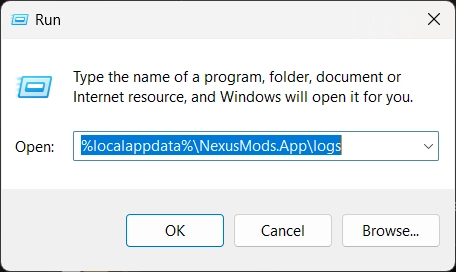 Run
Type the name of a program, folder, document or
Internet resource, and Windows will open it for you.
Open: %localappdata%\NexusMods.App\logs
OK Cancel Browse...